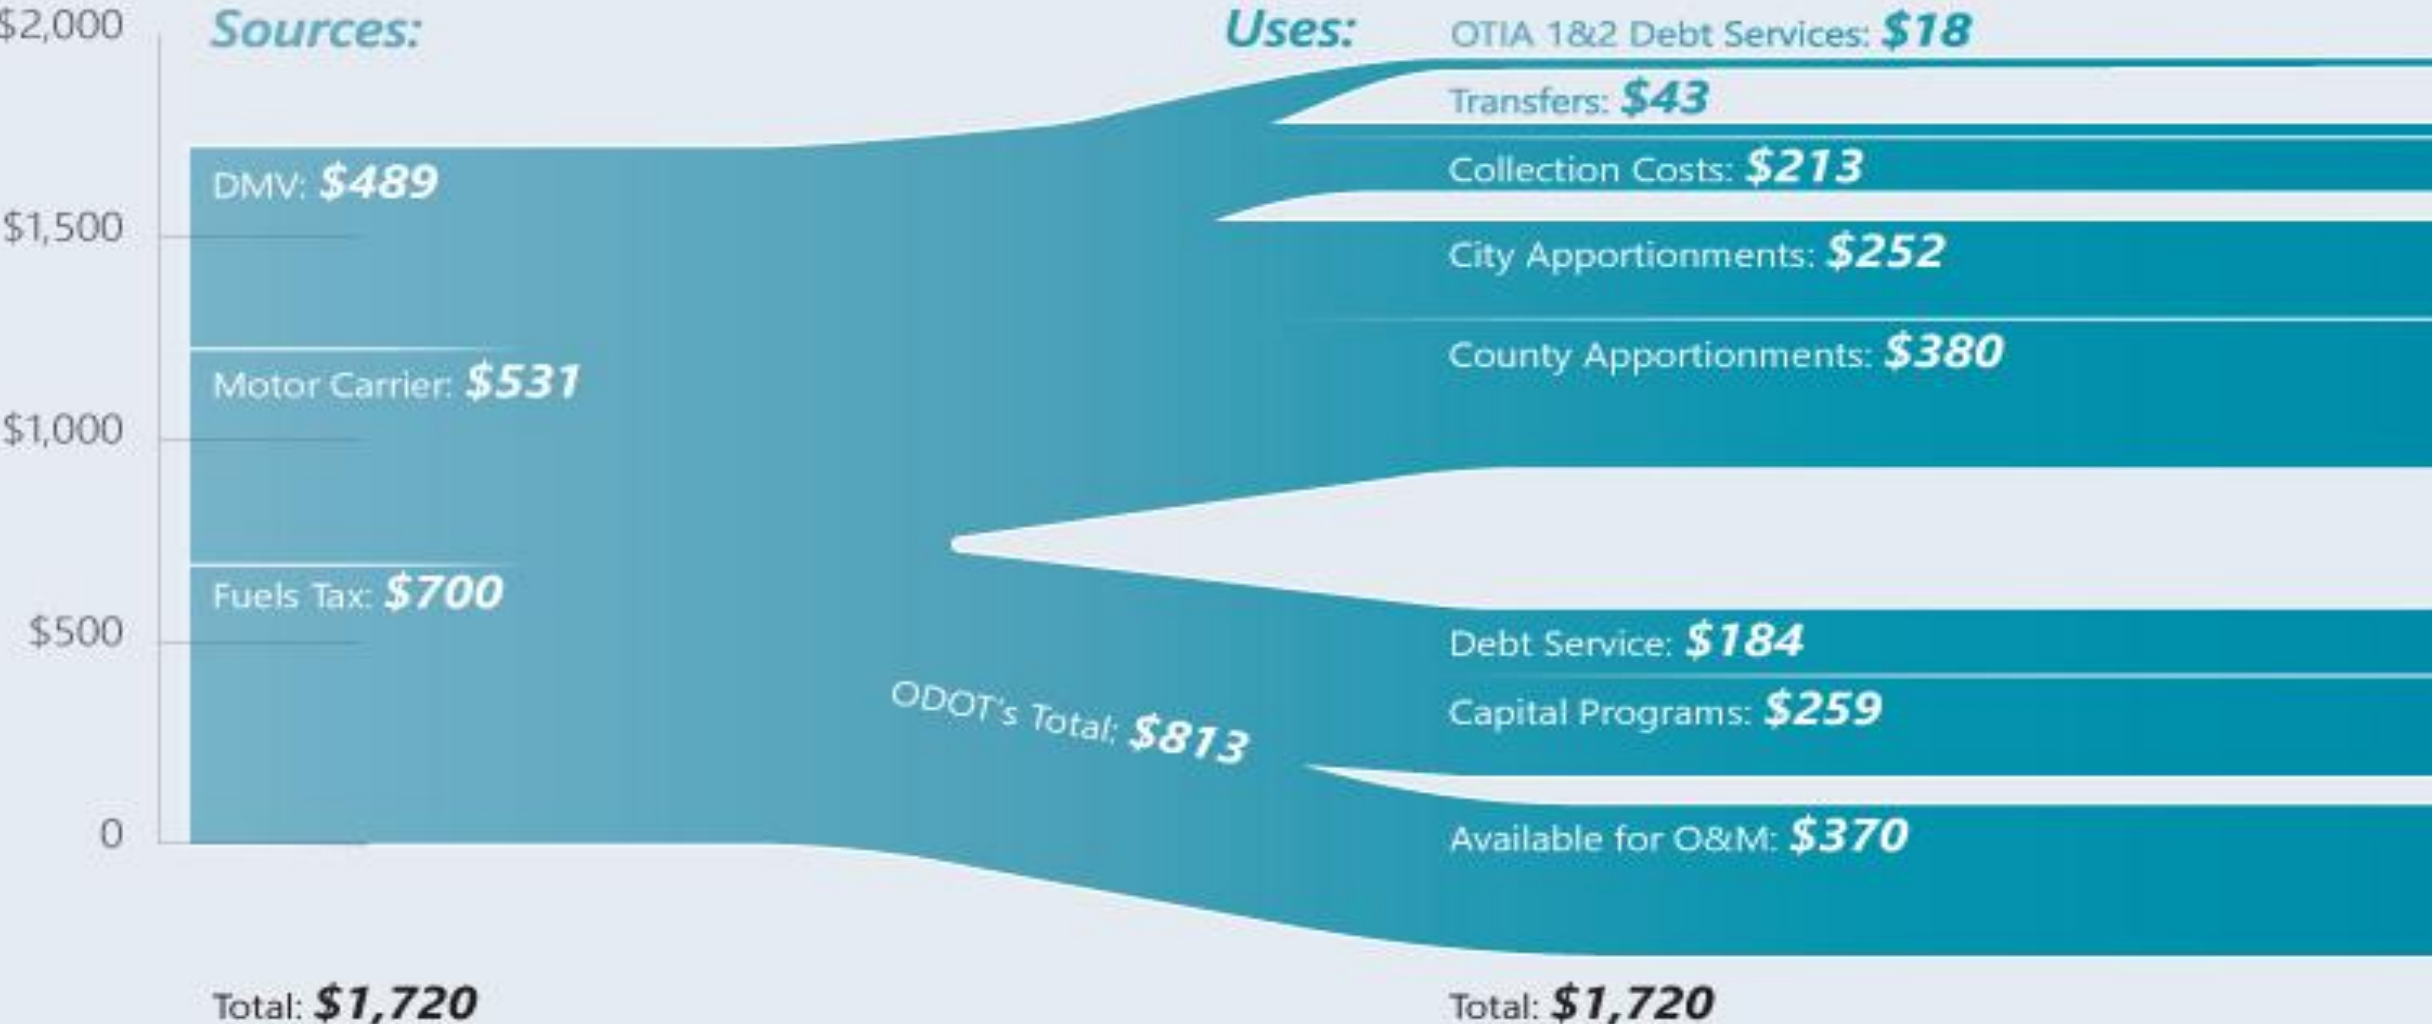 $2,000
$1,500
$1,000
$500
0
Sources:
DMV: $489
Motor Carrier: $531
Fuels Tax: $700
Total: $1,720
ODOT's Total: $813
Uses:
OTIA 1&2 Debt Services: $18
Transfers: $43
Collection Costs: $213
City Apportionments: $252
County Apportionments: $380
Debt Service: $184
Capital Programs: $259
Available for O&M: $370
Total: $1,720